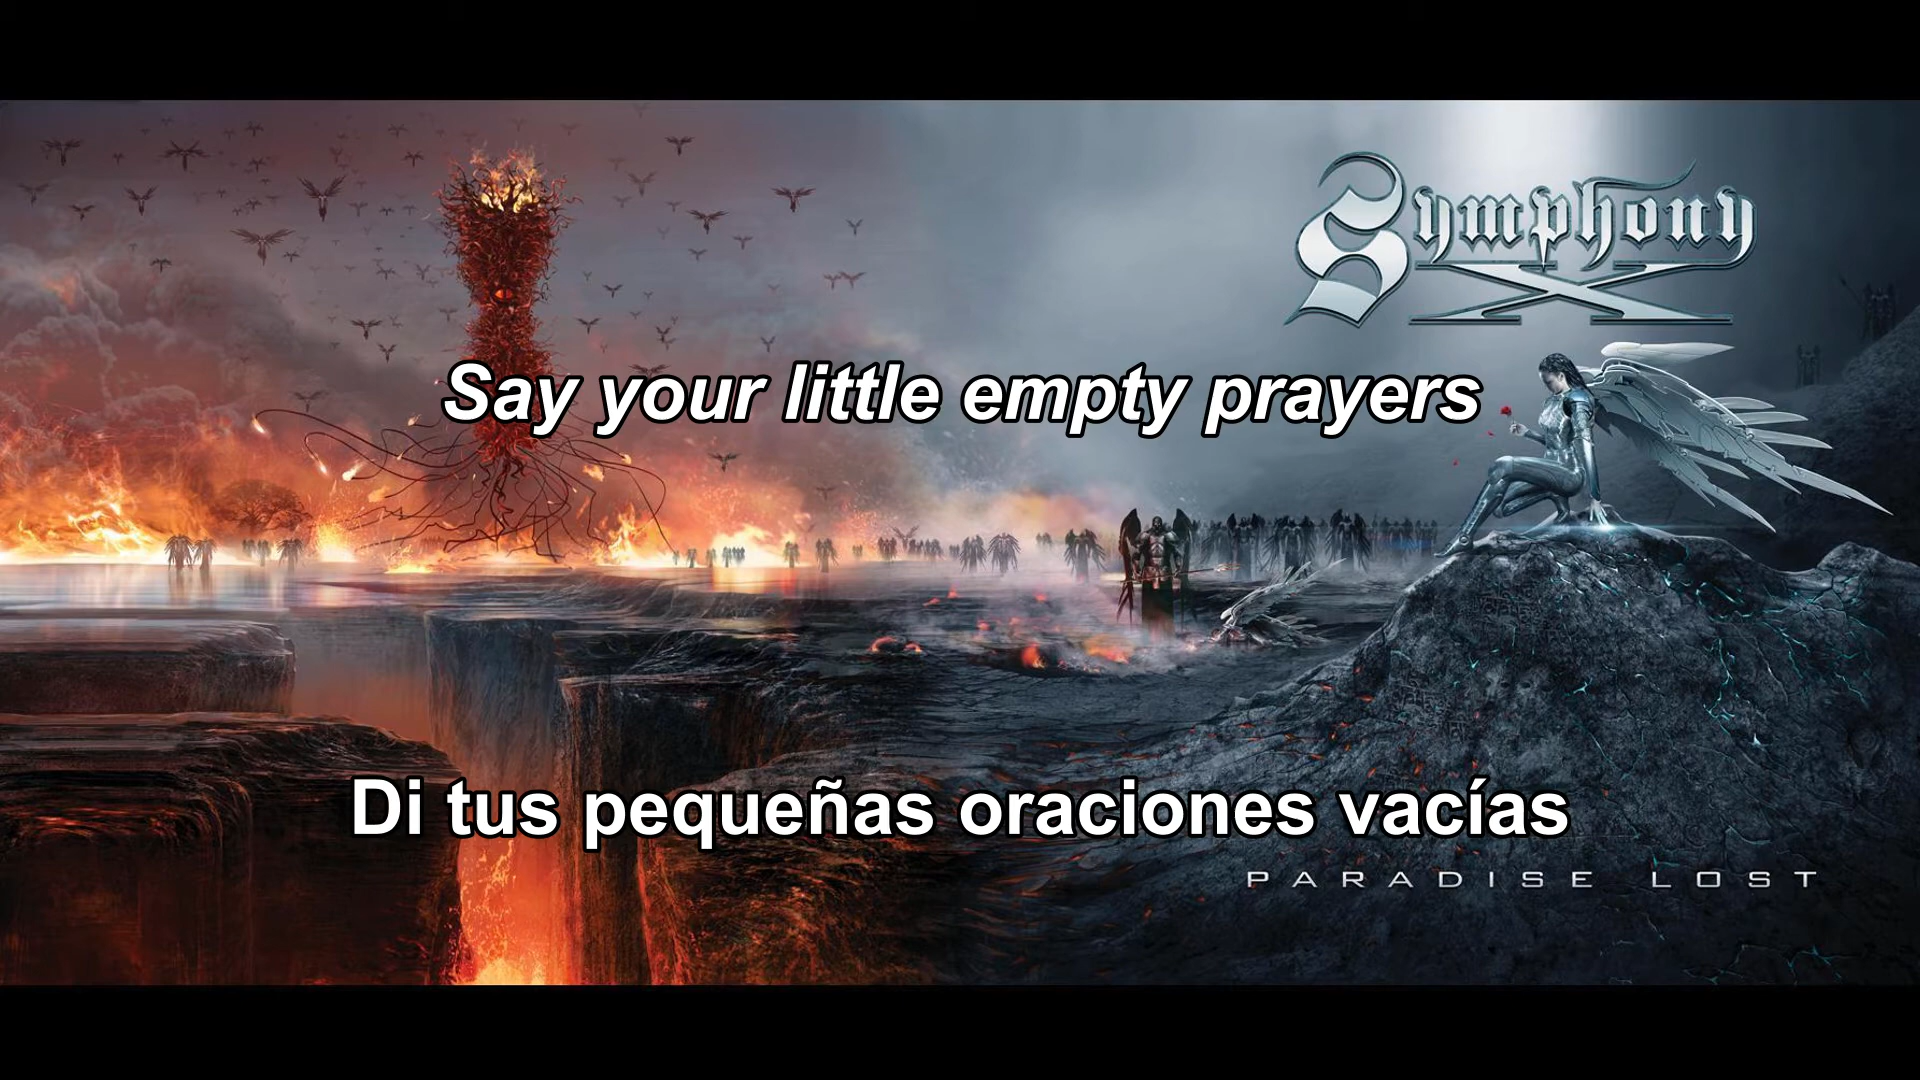 Symphony
X
Say your little empty prayers
Di tus pequeñas oraciones vacías
PARADISE LOST